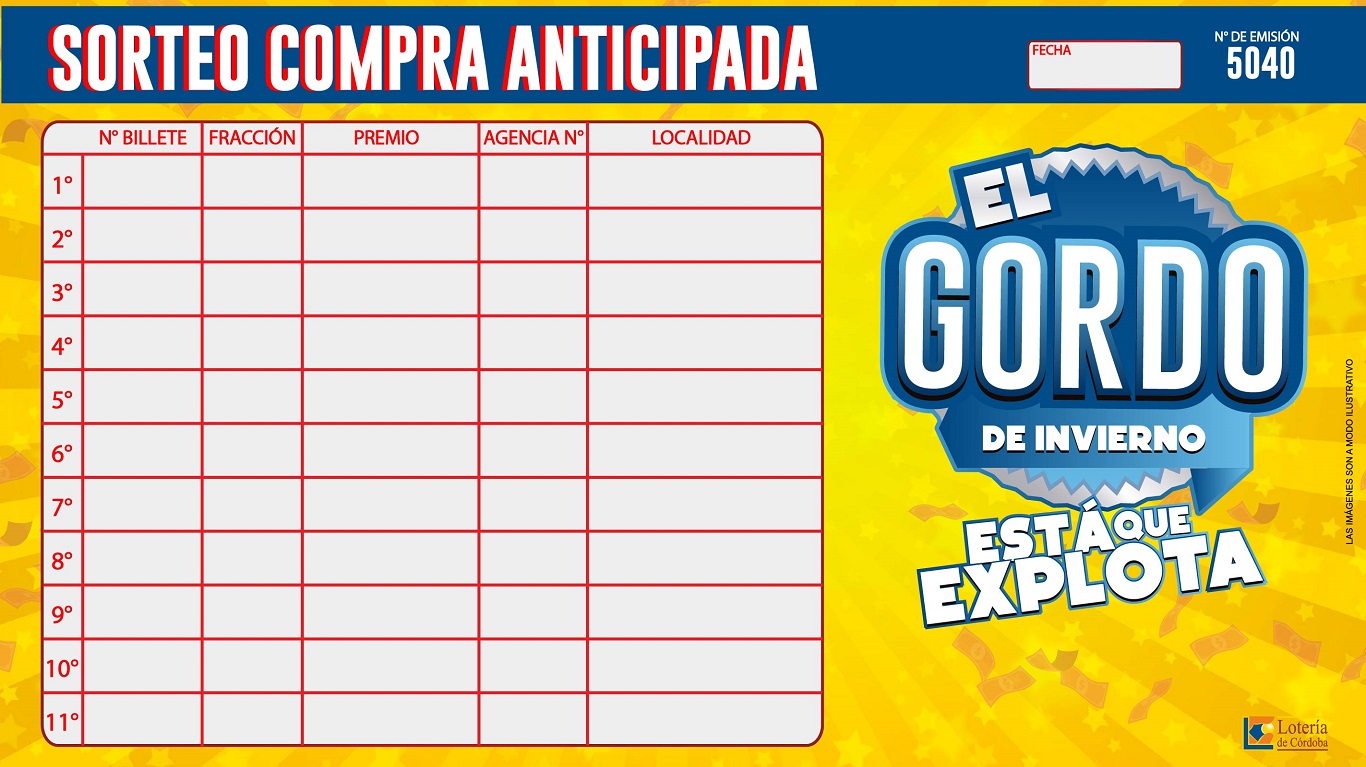 SORTEO COMPRA ANTICIPADA
FECHA
N° DE EMISIÓN
5040
N° BILLETE FRACCIÓN PREMIO AGENCIA N° LOCALIDAD
1°
2°
3°
4°
5°
6°
7°
8°
9°
10°
11°
EL
GORDO
DE INVIERNO
ESTÁ QUE
EXPLOTA
LAS IMÁGENES SON A MODO ILUSTRATIVO
Lotería
de Córdoba